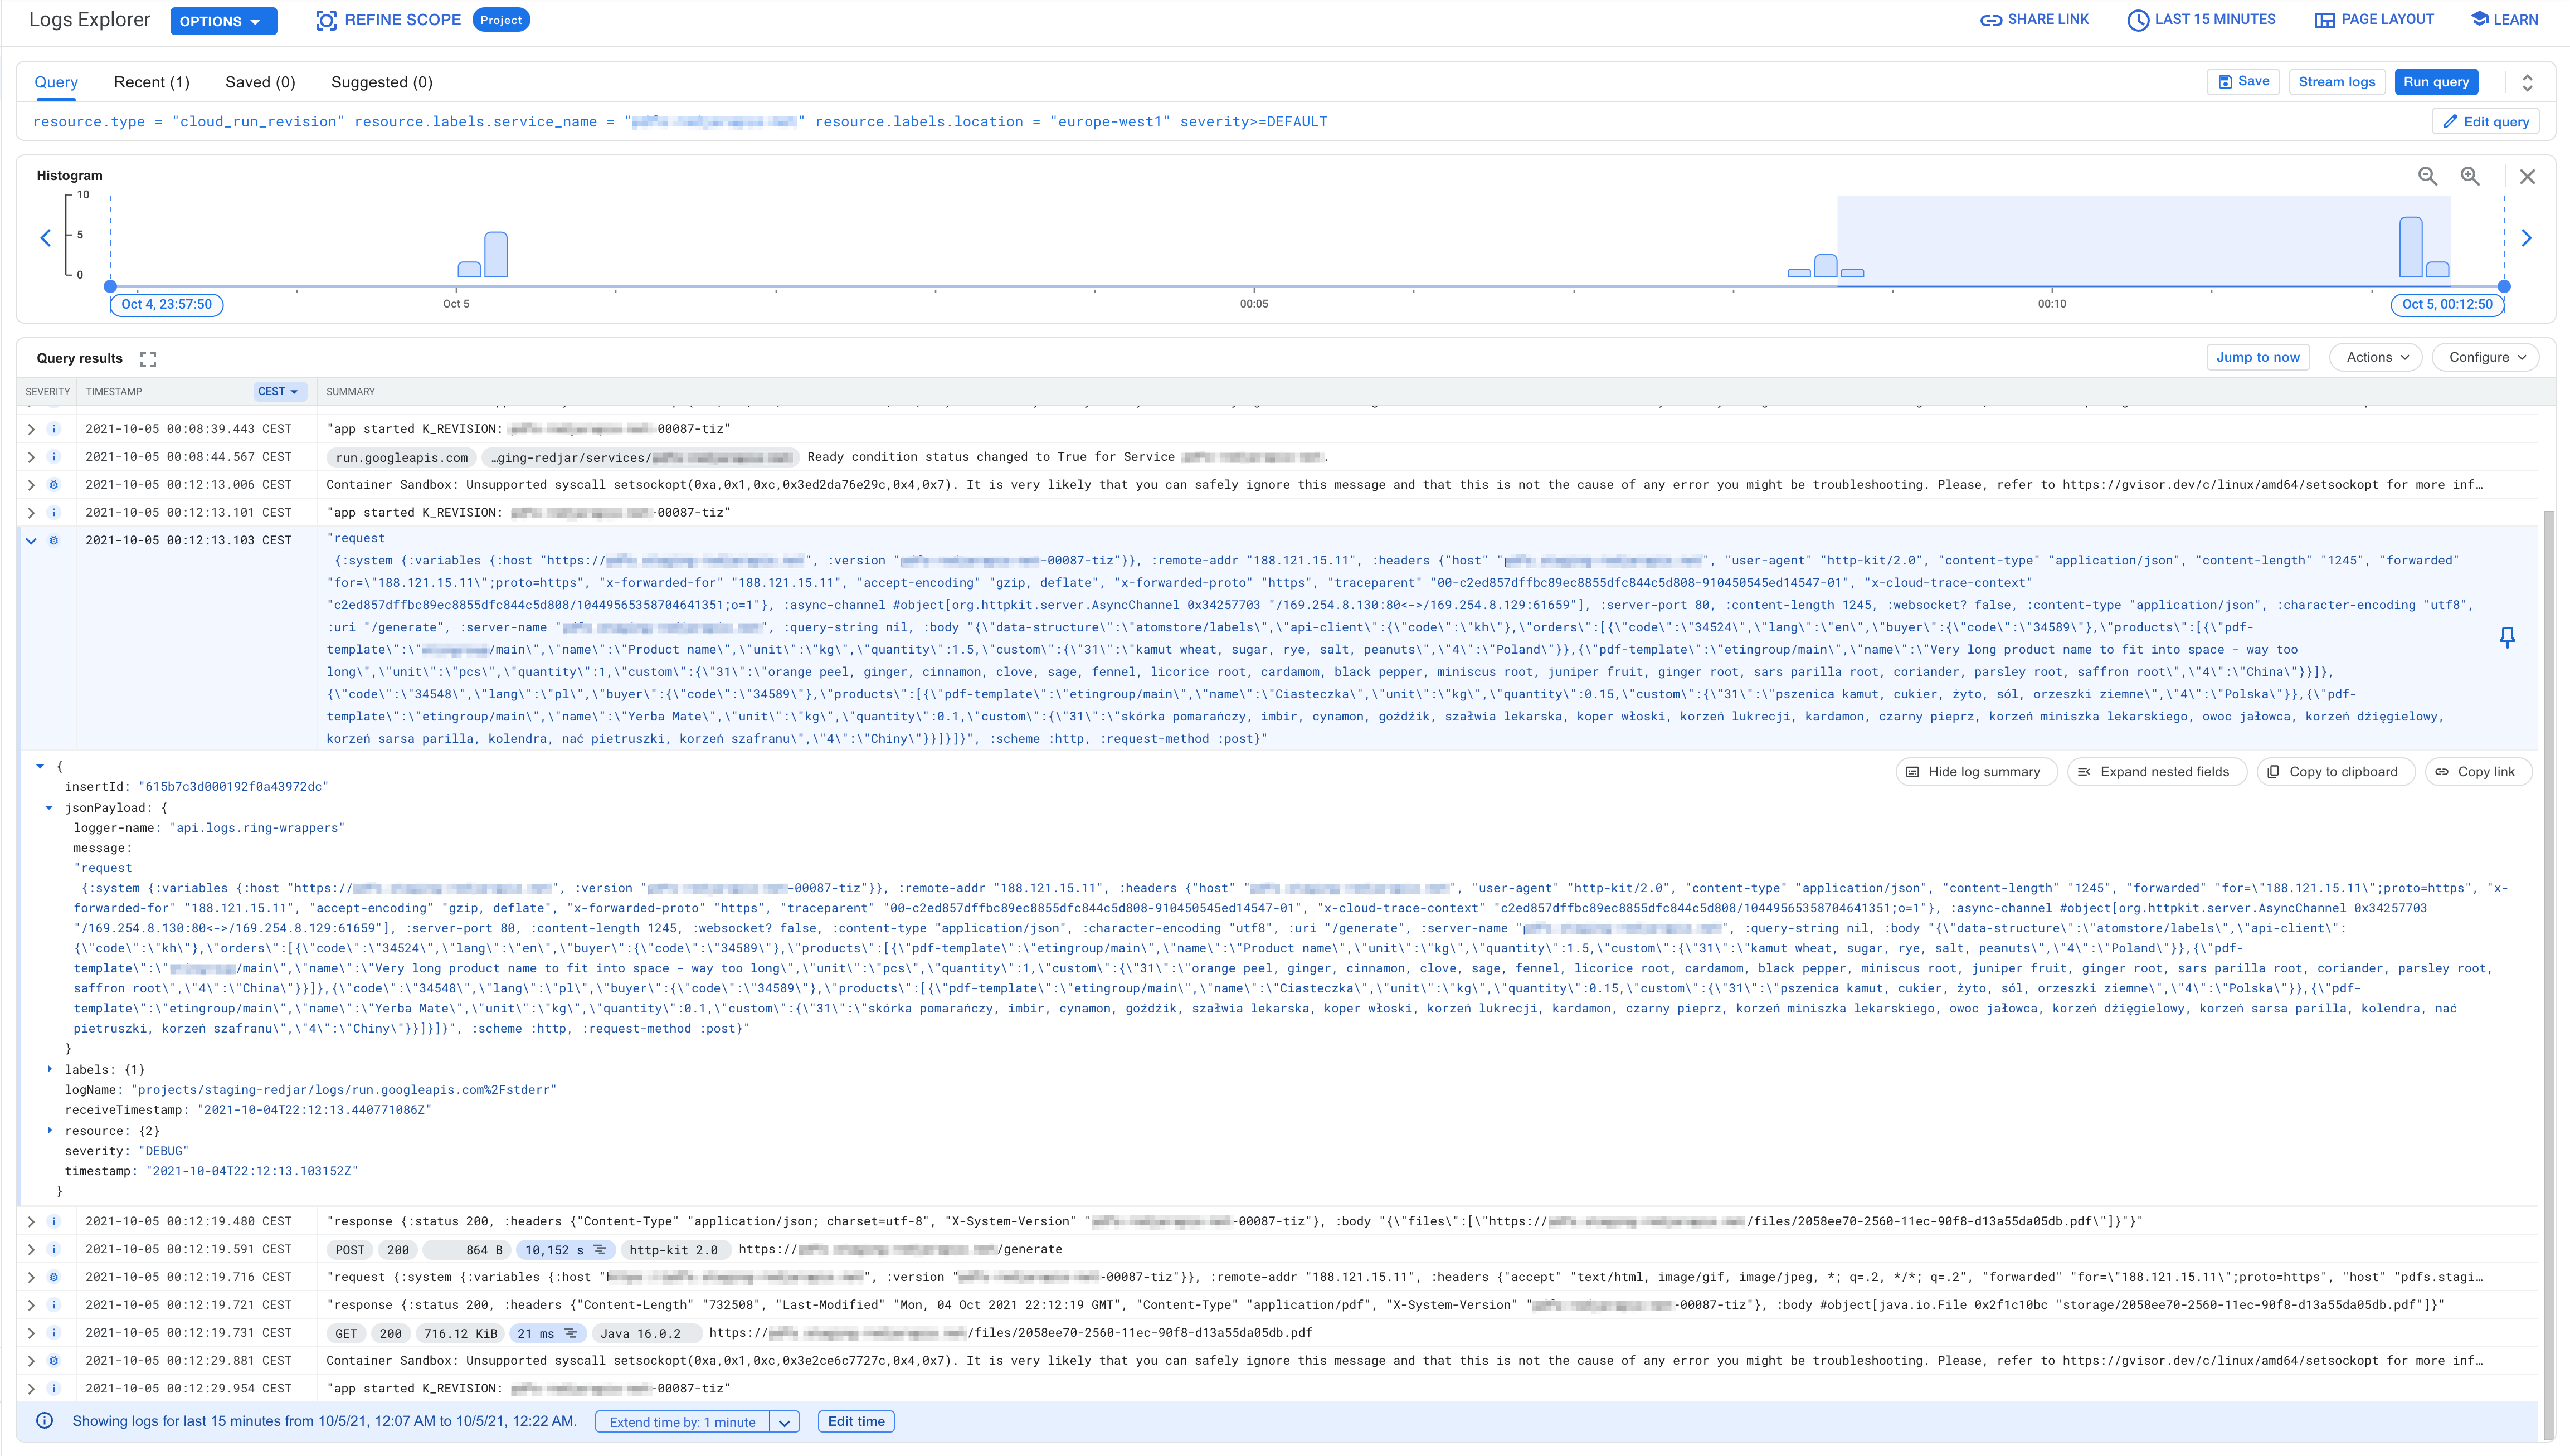 Logs Explorer OPTIONS REFINE SCOPE Project SHARE LINK LAST 15 MINUTES PAGE LAYOUT LEARN
Query Recent (1) Saved (0) Suggested (0) Save Stream logs Run query
resource.type = "cloud_run_revision" resource.labels.service_name = "" resource.labels.location = "europe-west1" severity>=DEFAULT Edit query
Histogram
10
5
0
Oct 4, 23:57:50 Oct 5 00:05 00:10 Oct 5, 00:12:50
Query results Jump to now Actions Configure
SEVERITY TIMESTAMP CEST SUMMARY
2021-10-05 00:08:39.443 CEST "app started K_REVISION: -00087-tiz"
2021-10-05 00:08:44.567 CEST run.googleapis.com …ging-redjar/services/ Ready condition status changed to True for Service .
2021-10-05 00:12:13.006 CEST Container Sandbox: Unsupported syscall setsockopt(0xa,0x1,0xc,0x3ed2da76e29c,0x4,0x7). It is very likely that you can safely ignore this message and that this is not the cause of any error you might be troubleshooting. Please, refer to https://gvisor.dev/c/linux/amd64/setsockopt for more inf…
2021-10-05 00:12:13.101 CEST "app started K_REVISION: -00087-tiz"
2021-10-05 00:12:13.103 CEST "request
{:system {:variables {:host "https://", :version "-00087-tiz"}}, :remote-addr "188.121.15.11", :headers {"host" "", "user-agent" "http-kit/2.0", "content-type" "application/json", "content-length" "1245", "forwarded"
"for=\"188.121.15.11\";proto=https", "x-forwarded-for" "188.121.15.11", "accept-encoding" "gzip, deflate", "x-forwarded-proto" "https", "traceparent" "00-c2ed857dffbc89ec8855dfc844c5d808-910450545ed14547-01", "x-cloud-trace-context"
"c2ed857dffbc89ec8855dfc844c5d808/10449565358704641351;o=1"}, :async-channel #object[org.httpkit.server.AsyncChannel 0x34257703 "/169.254.8.130:80<->/169.254.8.129:61659"], :server-port 80, :content-length 1245, :websocket? false, :content-type "application/json", :character-encoding "utf8",
:uri "/generate", :server-name "", :query-string nil, :body "{\"data-structure\":\"atomstore/labels\",\"api-client\":{\"code\":\"kh\"},\"orders\":[{\"code\":\"34524\",\"lang\":\"en\",\"buyer\":{\"code\":\"34589\"},\"products\":[{\"pdf-
template\":\"/main\",\"name\":\"Product name\",\"unit\":\"kg\",\"quantity\":1.5,\"custom\":{\"31\":\"kamut wheat, sugar, rye, salt, peanuts\",\"4\":\"Poland\"}},{\"pdf-template\":\"etingroup/main\",\"name\":\"Very long product name to fit into space - way too
long\",\"unit\":\"pcs\",\"quantity\":1,\"custom\":{\"31\":\"orange peel, ginger, cinnamon, clove, sage, fennel, licorice root, cardamom, black pepper, miniscus root, juniper fruit, ginger root, sars parilla root, coriander, parsley root, saffron root\",\"4\":\"China\"}}]},
{\"code\":\"34548\",\"lang\":\"pl\",\"buyer\":{\"code\":\"34589\"},\"products\":[{\"pdf-template\":\"etingroup/main\",\"name\":\"Ciasteczka\",\"unit\":\"kg\",\"quantity\":0.15,\"custom\":{\"31\":\"pszenica kamut, cukier, żyto, sól, orzeszki ziemne\",\"4\":\"Polska\"}},{\"pdf-
template\":\"etingroup/main\",\"name\":\"Yerba Mate\",\"unit\":\"kg\",\"quantity\":0.1,\"custom\":{\"31\":\"skórka pomarańczy, imbir, cynamon, goździk, szałwia lekarska, koper włoski, korzeń lukrecji, kardamon, czarny pieprz, korzeń miniszka lekarskiego, owoc jałowca, korzeń dźięgielowy,
korzeń sarsa parilla, kolendra, nać pietruszki, korzeń szafranu\",\"4\":\"Chiny\"}}]}]}", :scheme :http, :request-method :post}"
{ Hide log summary Expand nested fields Copy to clipboard Copy link
insertId: "615b7c3d000192f0a43972dc"
jsonPayload: {
logger-name: "api.logs.ring-wrappers"
message:
"request
{:system {:variables {:host "https://", :version "-00087-tiz"}}, :remote-addr "188.121.15.11", :headers {"host" "", "user-agent" "http-kit/2.0", "content-type" "application/json", "content-length" "1245", "forwarded" "for=\"188.121.15.11\";proto=https", "x-
forwarded-for" "188.121.15.11", "accept-encoding" "gzip, deflate", "x-forwarded-proto" "https", "traceparent" "00-c2ed857dffbc89ec8855dfc844c5d808-910450545ed14547-01", "x-cloud-trace-context" "c2ed857dffbc89ec8855dfc844c5d808/10449565358704641351;o=1"}, :async-channel #object[org.httpkit.server.AsyncChannel 0x34257703
"/169.254.8.130:80<->/169.254.8.129:61659"], :server-port 80, :content-length 1245, :websocket? false, :content-type "application/json", :character-encoding "utf8", :uri "/generate", :server-name "", :query-string nil, :body "{\"data-structure\":\"atomstore/labels\",\"api-client\":
{\"code\":\"kh\"},\"orders\":[{\"code\":\"34524\",\"lang\":\"en\",\"buyer\":{\"code\":\"34589\"},\"products\":[{\"pdf-template\":\"etingroup/main\",\"name\":\"Product name\",\"unit\":\"kg\",\"quantity\":1.5,\"custom\":{\"31\":\"kamut wheat, sugar, rye, salt, peanuts\",\"4\":\"Poland\"}},{\"pdf-
template\":\"/main\",\"name\":\"Very long product name to fit into space - way too long\",\"unit\":\"pcs\",\"quantity\":1,\"custom\":{\"31\":\"orange peel, ginger, cinnamon, clove, sage, fennel, licorice root, cardamom, black pepper, miniscus root, juniper fruit, ginger root, sars parilla root, coriander, parsley root,
saffron root\",\"4\":\"China\"}}]},{\"code\":\"34548\",\"lang\":\"pl\",\"buyer\":{\"code\":\"34589\"},\"products\":[{\"pdf-template\":\"etingroup/main\",\"name\":\"Ciasteczka\",\"unit\":\"kg\",\"quantity\":0.15,\"custom\":{\"31\":\"pszenica kamut, cukier, żyto, sól, orzeszki ziemne\",\"4\":\"Polska\"}},{\"pdf-
template\":\"etingroup/main\",\"name\":\"Yerba Mate\",\"unit\":\"kg\",\"quantity\":0.1,\"custom\":{\"31\":\"skórka pomarańczy, imbir, cynamon, goździk, szałwia lekarska, koper włoski, korzeń lukrecji, kardamon, czarny pieprz, korzeń miniszka lekarskiego, owoc jałowca, korzeń dźięgielowy, korzeń sarsa parilla, kolendra, nać
pietruszki, korzeń szafranu\",\"4\":\"Chiny\"}}]}]}", :scheme :http, :request-method :post}"
}
labels: {1}
logName: "projects/staging-redjar/logs/run.googleapis.com%2Fstderr"
receiveTimestamp: "2021-10-04T22:12:13.440771086Z"
resource: {2}
severity: "DEBUG"
timestamp: "2021-10-04T22:12:13.103152Z"
}
2021-10-05 00:12:19.480 CEST "response {:status 200, :headers {"Content-Type" "application/json; charset=utf-8", "X-System-Version" "-00087-tiz"}, :body "{\"files\":[\"https:///files/2058ee70-2560-11ec-90f8-d13a55da05db.pdf\"]}"}"
2021-10-05 00:12:19.591 CEST POST 200 864 B 10,152 s http-kit 2.0 https:///generate
2021-10-05 00:12:19.716 CEST "request {:system {:variables {:host "", :version "-00087-tiz"}}, :remote-addr "188.121.15.11", :headers {"accept" "text/html, image/gif, image/jpeg, *; q=.2, */*; q=.2", "forwarded" "for=\"188.121.15.11\";proto=https", "host" "pdfs.stagi…
2021-10-05 00:12:19.721 CEST "response {:status 200, :headers {"Content-Length" "732508", "Last-Modified" "Mon, 04 Oct 2021 22:12:19 GMT", "Content-Type" "application/pdf", "X-System-Version" "-00087-tiz"}, :body #object[java.io.File 0x2f1c10bc "storage/2058ee70-2560-11ec-90f8-d13a55da05db.pdf"]}"
2021-10-05 00:12:19.731 CEST GET 200 716.12 KiB 21 ms Java 16.0.2 https:///files/2058ee70-2560-11ec-90f8-d13a55da05db.pdf
2021-10-05 00:12:29.881 CEST Container Sandbox: Unsupported syscall setsockopt(0xa,0x1,0xc,0x3e2ce6c7727c,0x4,0x7). It is very likely that you can safely ignore this message and that this is not the cause of any error you might be troubleshooting. Please, refer to https://gvisor.dev/c/linux/amd64/setsockopt for more inf…
2021-10-05 00:12:29.954 CEST "app started K_REVISION: -00087-tiz"
Showing logs for last 15 minutes from 10/5/21, 12:07 AM to 10/5/21, 12:22 AM. Extend time by: 1 minute Edit time